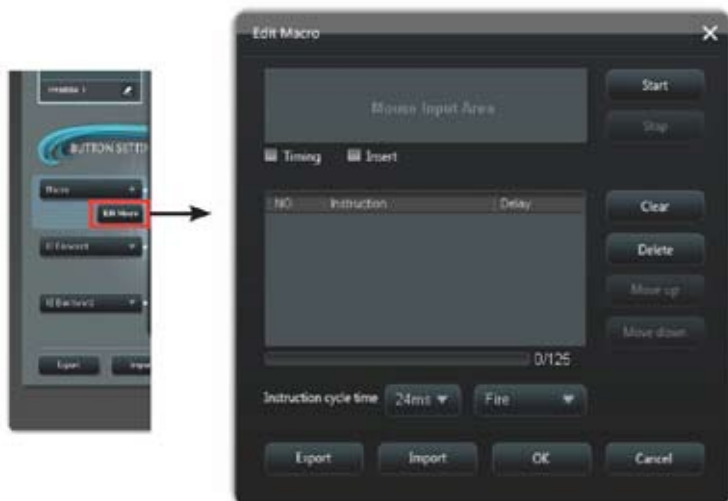 Edit Macro
Mouse Input Area
Start
Stop
Timing
Insert
NO
Instruction
Delay
Clear
Delete
Move up
Move down
0/125
Instruction cycle time
24ms
Fire
Export
Import
OK
Cancel
BUTTON SETTI
Macro
Edit Macro
Export